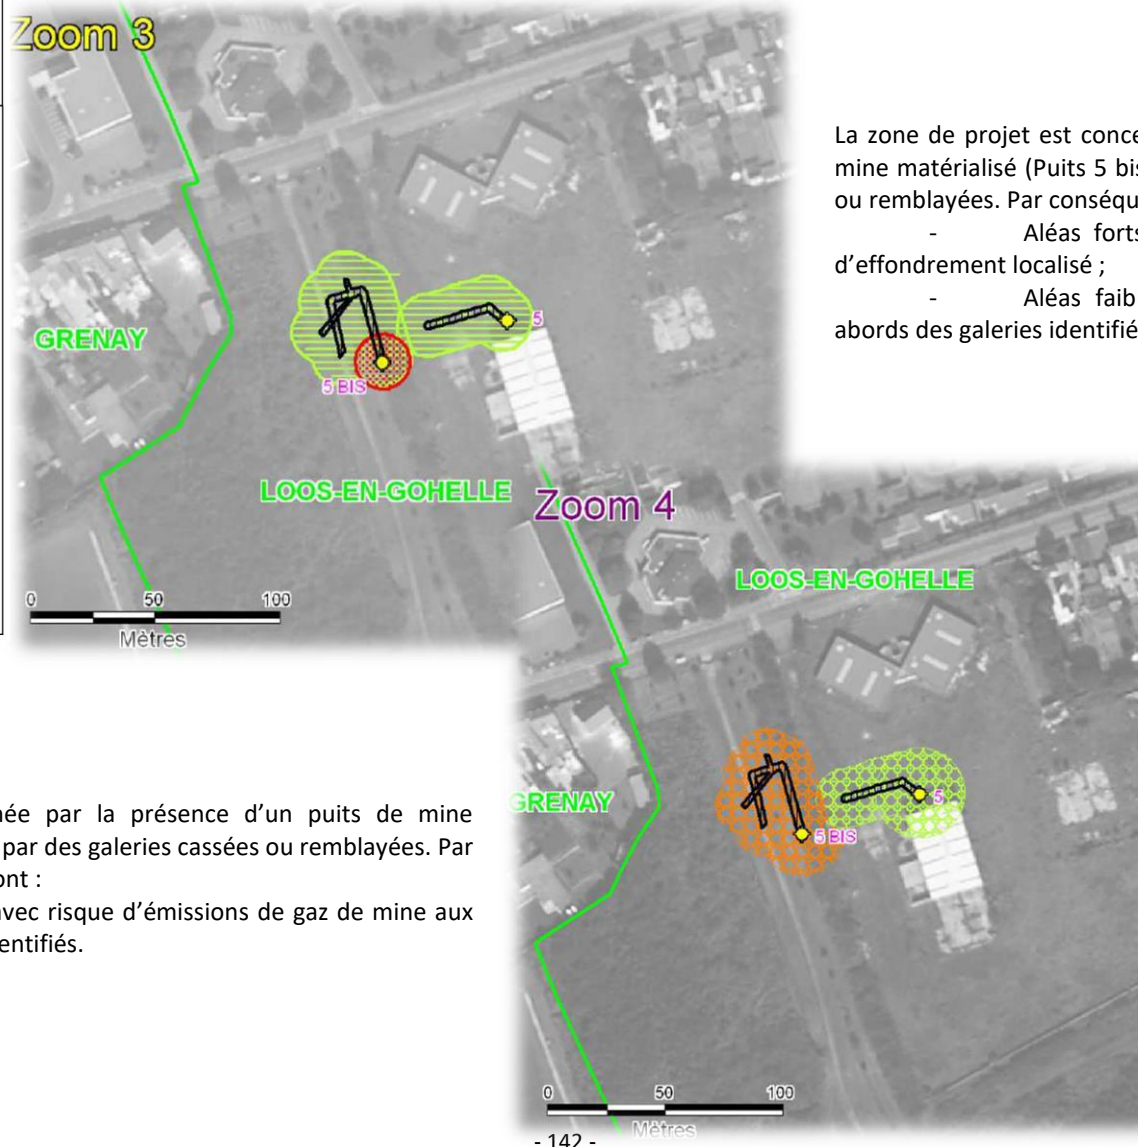 Zoom 3
GRENAY
5
5 BIS
LOOS-EN-GOHELLE
0 50 100
Mètres
La zone de projet est conce
mine matérialisé (Puits 5 bis
ou remblayées. Par conséqu
- Aléas forts
d’effondrement localisé ;
- Aléas faib
abords des galeries identifié
Zoom 4
LOOS-EN-GOHELLE
GRENAY
5
5 BIS
0 50 100
Mètres
née par la présence d’un puits de mine
par des galeries cassées ou remblayées. Par
ont :
avec risque d’émissions de gaz de mine aux
entifiés.
- 142 -